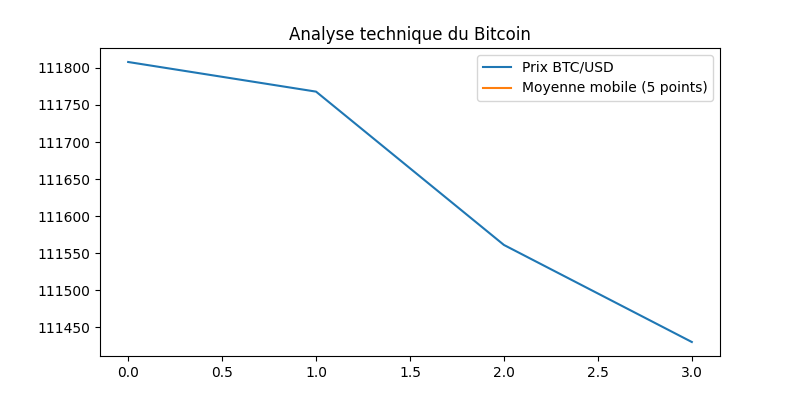 Analyse technique du Bitcoin
Prix BTC/USD
Moyenne mobile (5 points)
111800
111750
111700
111650
111600
111550
111500
111450
0.0 0.5 1.0 1.5 2.0 2.5 3.0